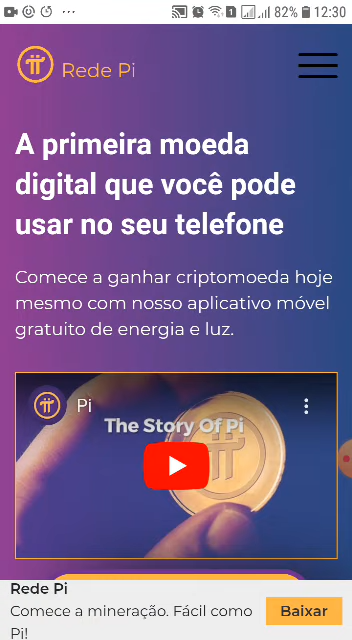 82% 12:30
Rede Pi
A primeira moeda
digital que você pode
usar no seu telefone
Comece a ganhar criptomoeda hoje
mesmo com nosso aplicativo móvel
gratuito de energia e luz.
Pi
The Story Of Pi
Rede Pi
Comece a mineração. Fácil como
Pi!
Baixar